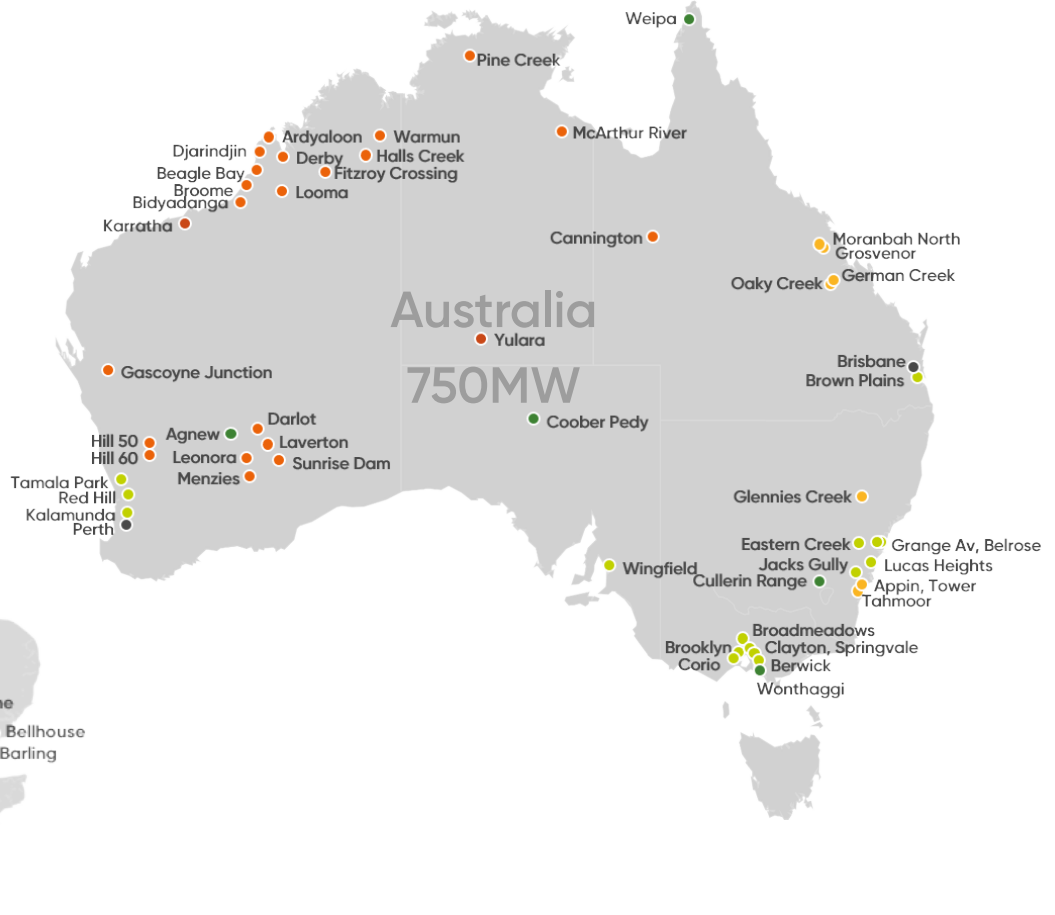 Weipa
Pine Creek
McArthur River
Ardyaloon
Warmun
Djarindjin
Derby
Halls Creek
Beagle Bay
Fitzroy Crossing
Broome
Looma
Bidyadanga
Karratha
Cannington
Moranbah North
Grosvenor
German Creek
Oaky Creek
Australia
Yulara
750MW
Gascoyne Junction
Brisbane
Brown Plains
Coober Pedy
Darlot
Agnew
Hill 50
Laverton
Hill 60
Leonora
Sunrise Dam
Menzies
Tamala Park
Red Hill
Kalamunda
Perth
Glennies Creek
Eastern Creek
Grange Av, Belrose
Jacks Gully
Lucas Heights
Wingfield
Cullerin Range
Appin, Tower
Tahmoor
Broadmeadows
Brooklyn
Clayton, Springvale
Corio
Berwick
Wonthaggi
Bellhouse
Barling